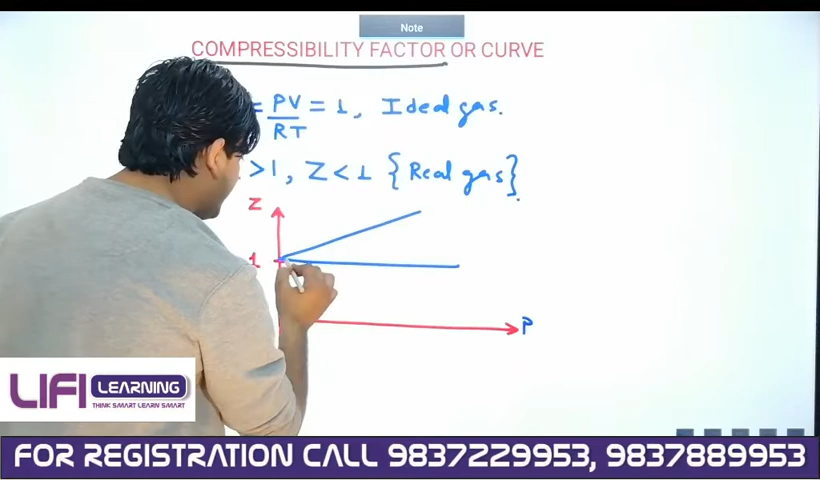 Note
COMPRESSIBILITY FACTOR OR CURVE
= PV/RT = 1, Ideal gas.
>1, Z<1 {Real gas}.
Z
1
P
LIFI LEARNING
THINK SMART LEARN SMART
FOR REGISTRATION CALL 9837229953, 9837889953